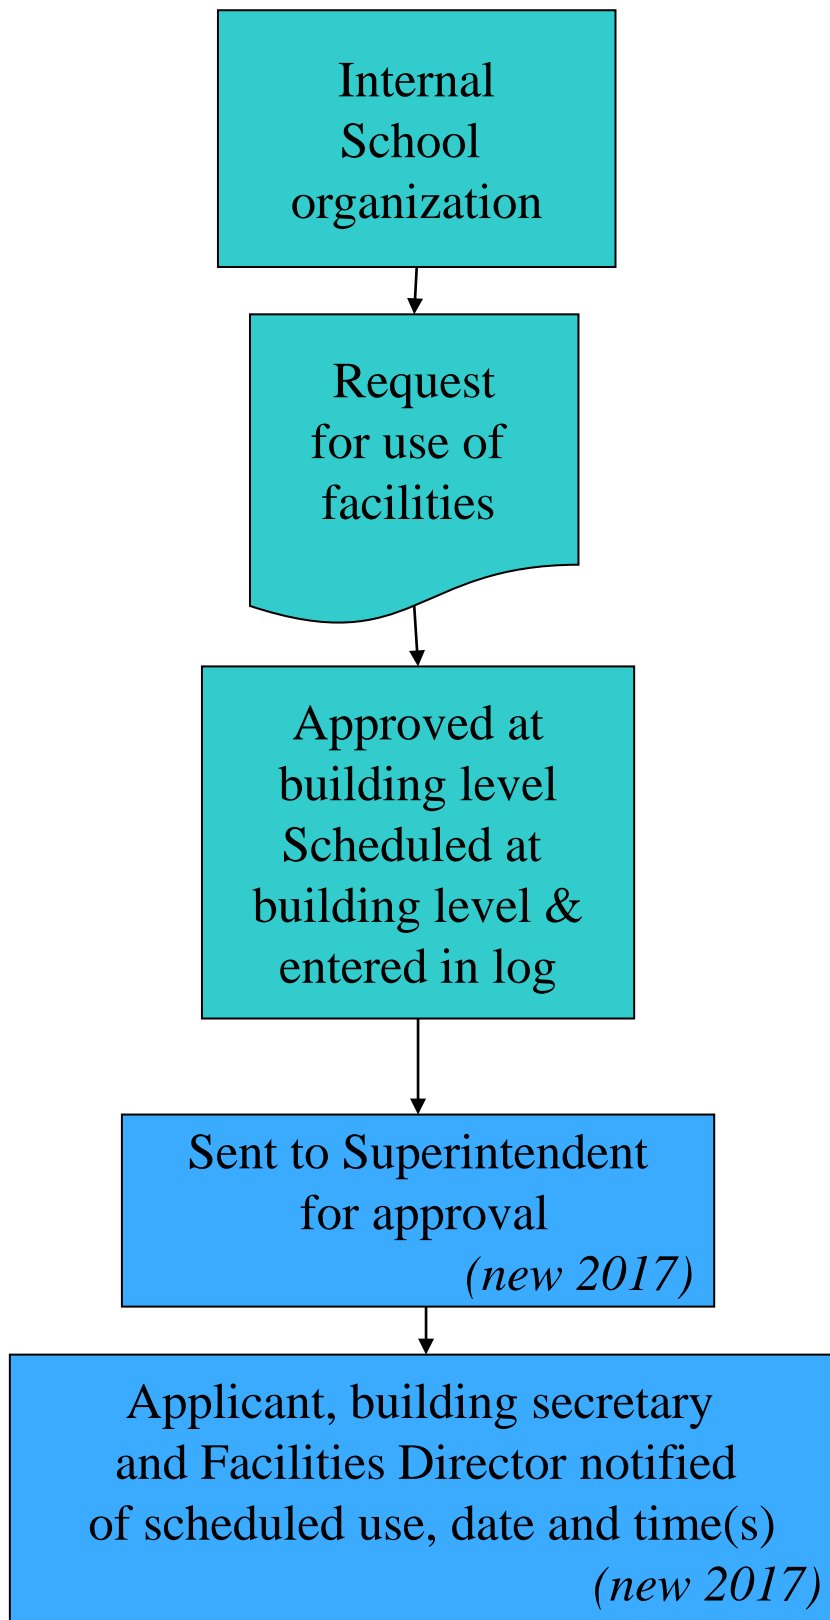 Internal
School
organization
Request
for use of
facilities
Approved at
building level
Scheduled at
building level &
entered in log
Sent to Superintendent
for approval
(new 2017)
Applicant, building secretary
and Facilities Director notified
of scheduled use, date and time(s)
(new 2017)